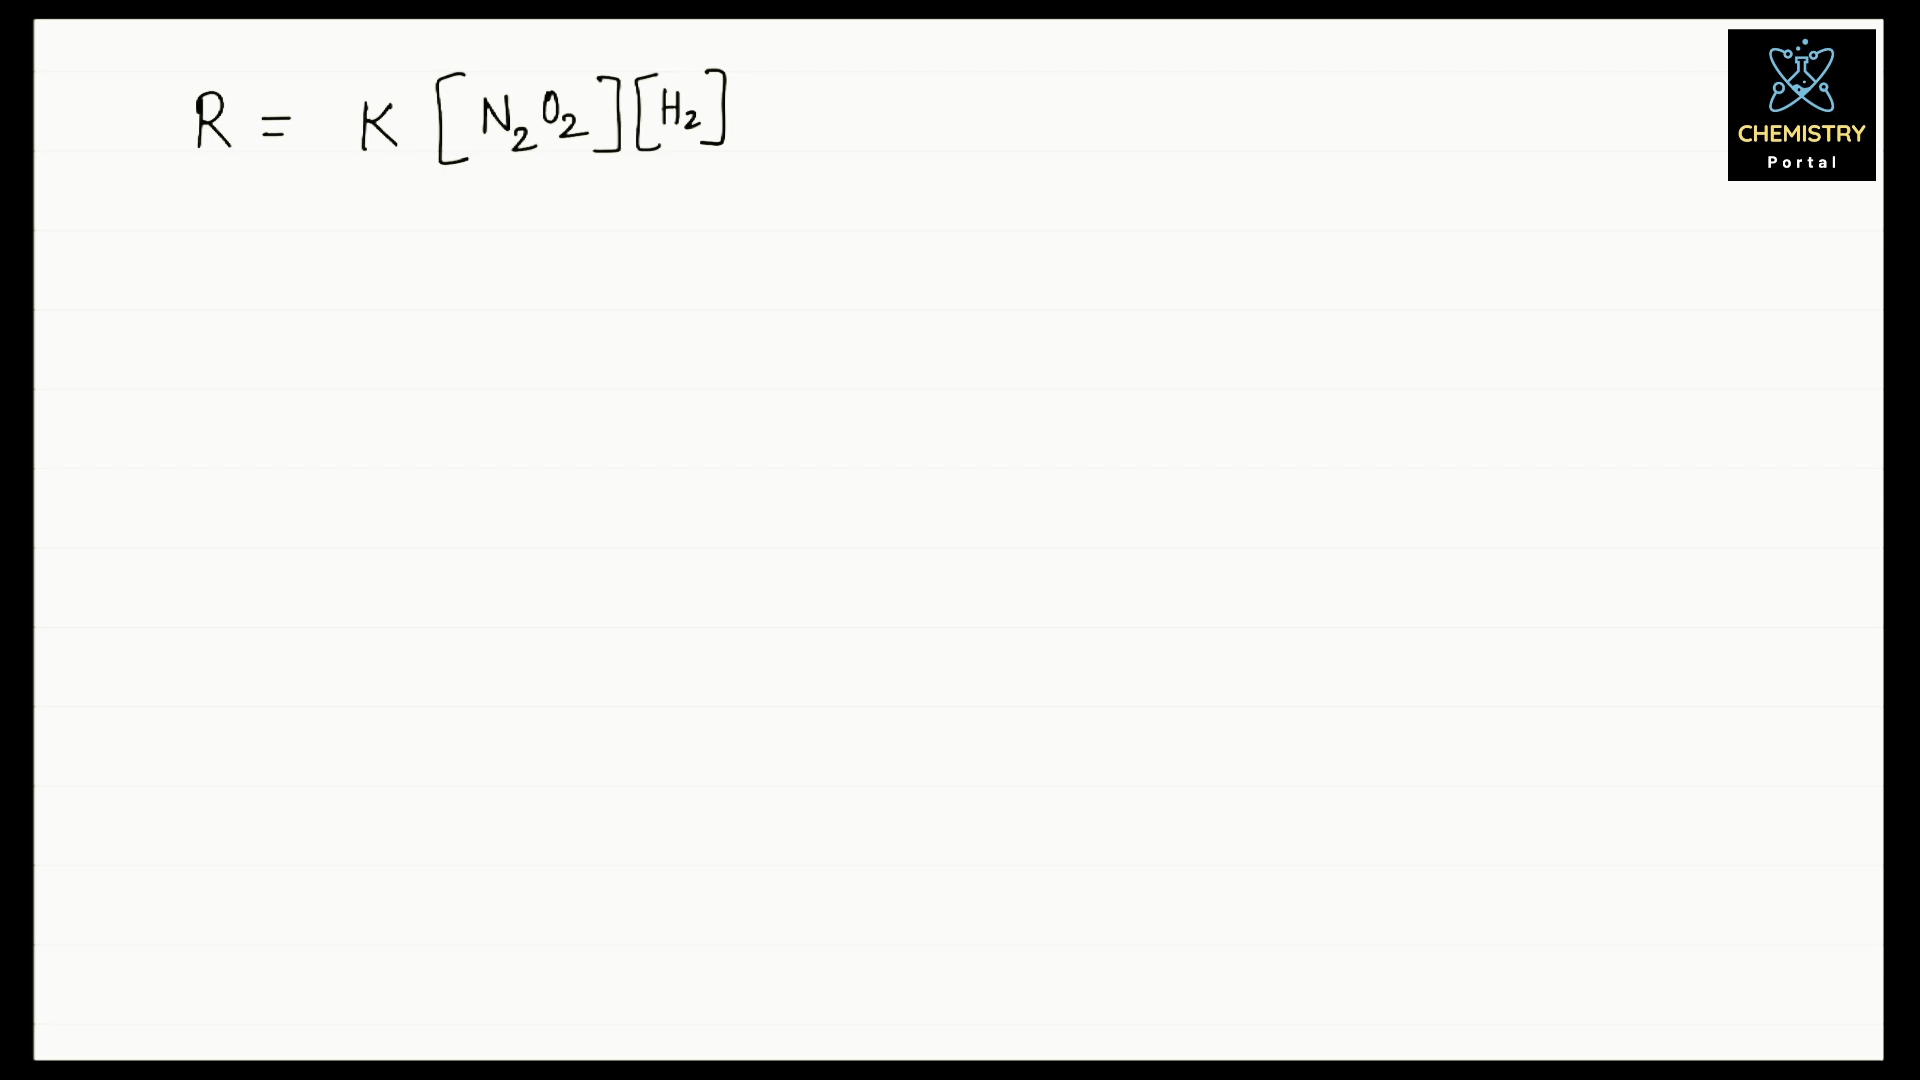 R = K [N₂O₂][H₂]
CHEMISTRY
Portal